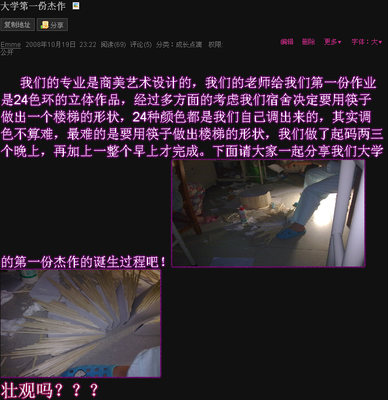 大学第一份杰作
复制地址 分享
Emma 2008年10月19日 23:22 阅读(69) 评论(5) 分类：成长点滴 权限:
公开
编辑 删除 更多▼ 字体：大▼
我们的专业是商美艺术设计的，我们的老师给我们第一份作业
是24色环的立体作品，经过多方面的考虑我们宿舍决定要用筷子
做出一个楼梯的形状，24种颜色都是我们自己调出来的，其实调
色不算难，最难的是要用筷子做出楼梯的形状，我们做了起码两三
个晚上，再加上一整个早上才完成。下面请大家一起分享我们大学
的第一份杰作的诞生过程吧！
壮观吗？？？